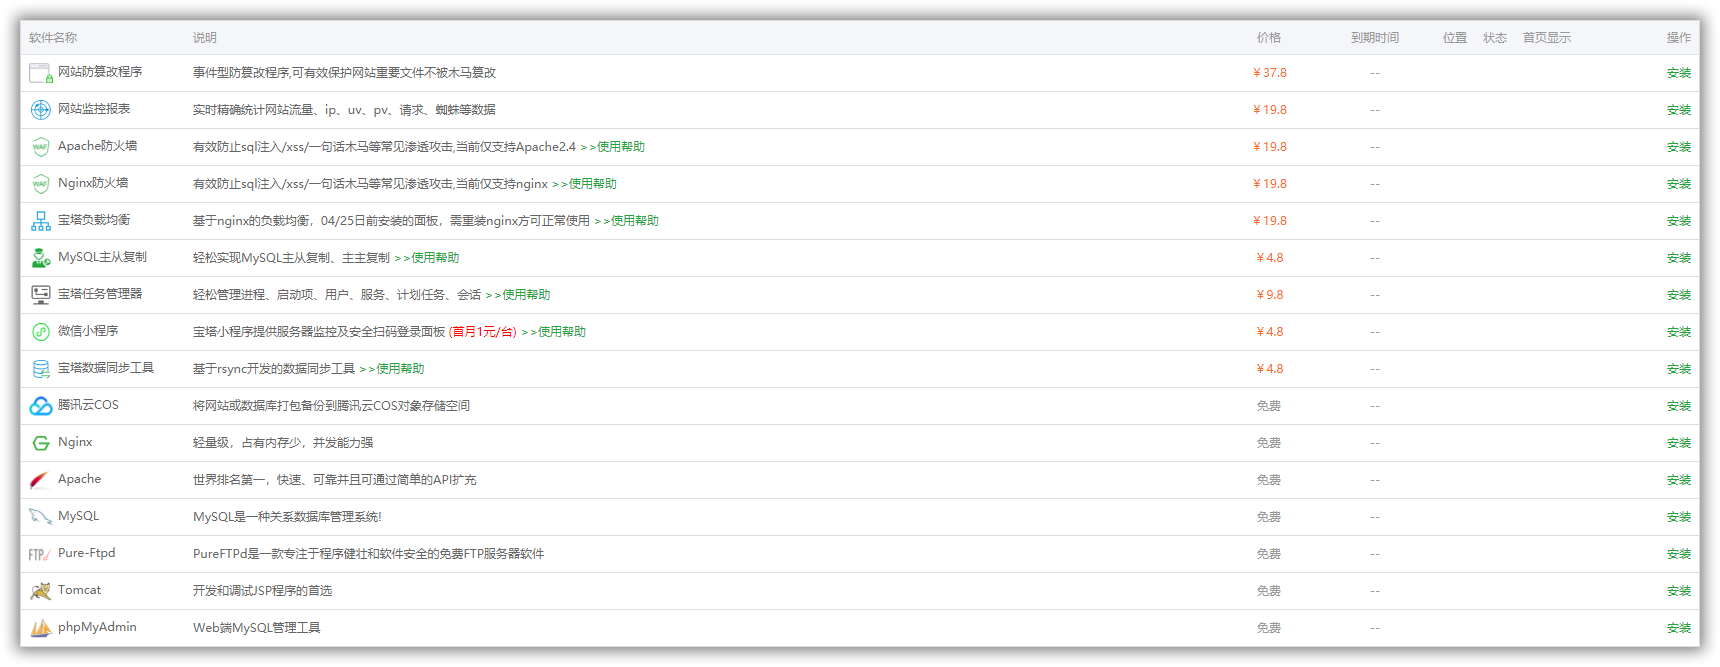 软件名称 说明 价格 到期时间 位置 状态 首页显示 操作
网站防篡改程序 事件型防篡改程序,可有效保护网站重要文件不被木马篡改 ¥37.8 -- 安装
网站监控报表 实时精确统计网站流量、ip、uv、pv、请求、蜘蛛等数据 ¥19.8 -- 安装
WAF Apache防火墙 有效防止sql注入/xss/一句话木马等常见渗透攻击,当前仅支持Apache2.4 >>使用帮助 ¥19.8 -- 安装
WAF Nginx防火墙 有效防止sql注入/xss/一句话木马等常见渗透攻击,当前仅支持nginx >>使用帮助 ¥19.8 -- 安装
宝塔负载均衡 基于nginx的负载均衡，04/25日前安装的面板，需重装nginx方可正常使用 >>使用帮助 ¥19.8 -- 安装
MySQL主从复制 轻松实现MySQL主从复制、主主复制 >>使用帮助 ¥4.8 -- 安装
宝塔任务管理器 轻松管理进程、启动项、用户、服务、计划任务、会话 >>使用帮助 ¥9.8 -- 安装
微信小程序 宝塔小程序提供服务器监控及安全扫码登录面板 (首月1元/台) >>使用帮助 ¥4.8 -- 安装
宝塔数据同步工具 基于rsync开发的数据同步工具 >>使用帮助 ¥4.8 -- 安装
腾讯云COS 将网站或数据库打包备份到腾讯云COS对象存储空间 免费 -- 安装
Nginx 轻量级，占有内存少，并发能力强 免费 -- 安装
Apache 世界排名第一，快速、可靠并且可通过简单的API扩充 免费 -- 安装
MySQL MySQL是一种关系数据库管理系统! 免费 -- 安装
FTP Pure-Ftpd PureFTPd是一款专注于程序健壮和软件安全的免费FTP服务器软件 免费 -- 安装
Tomcat 开发和调试JSP程序的首选 免费 -- 安装
phpMyAdmin Web端MySQL管理工具 免费 -- 安装